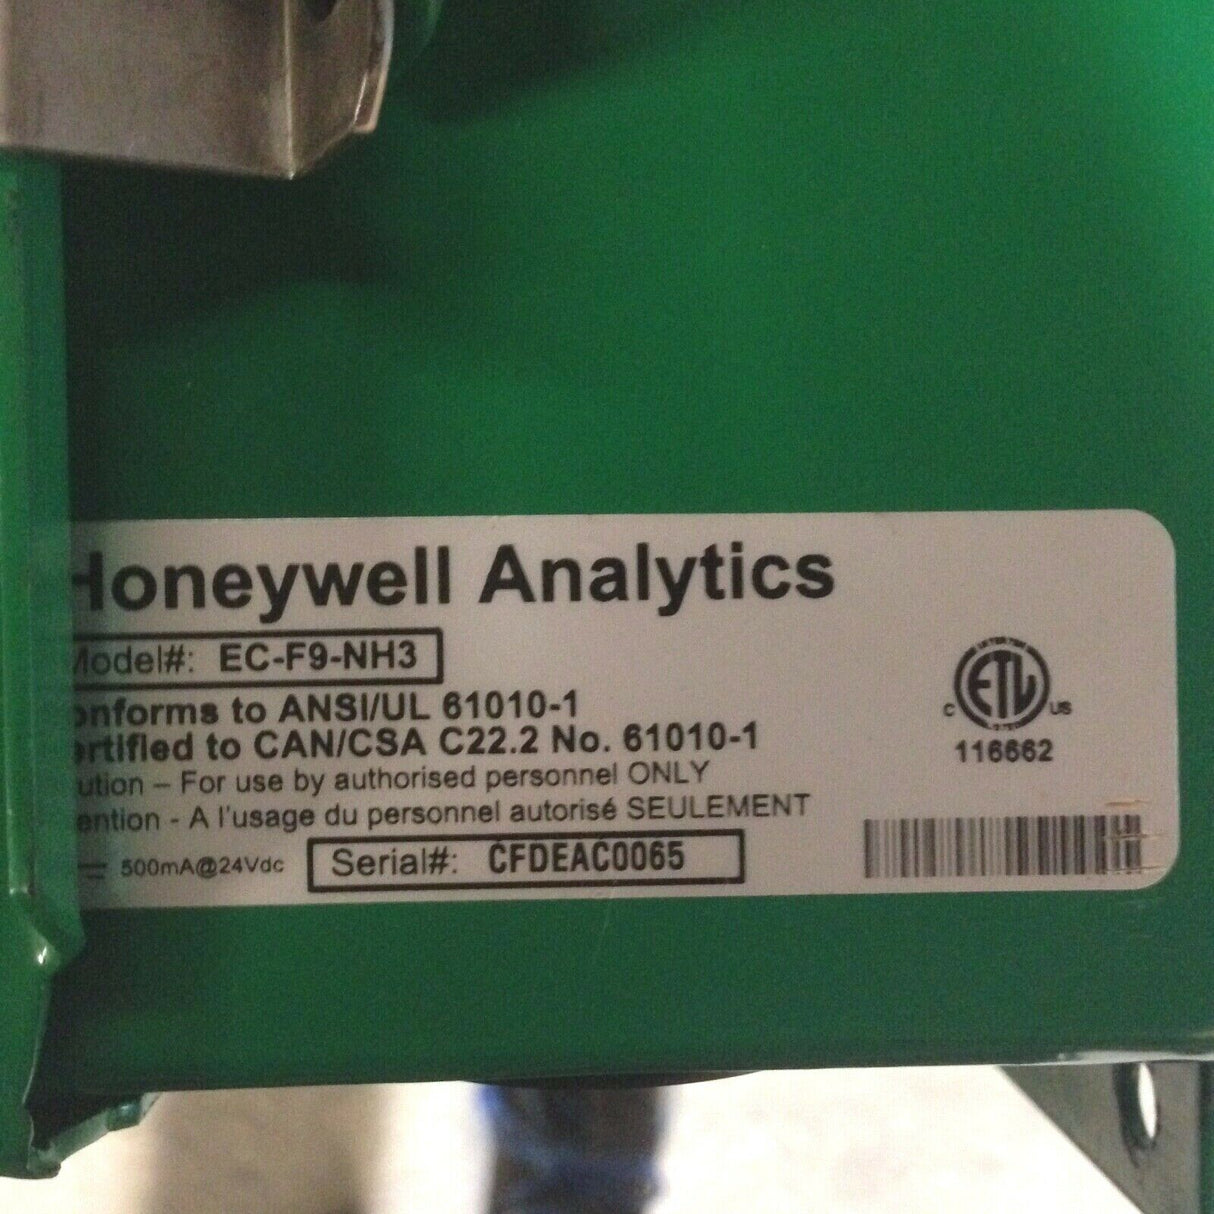 Honeywell Analytics
Model#: EC-F9-NH3
onforms to ANSI/UL 61010-1
ertified to CAN/CSA C22.2 No. 61010-1
ution – For use by authorised personnel ONLY
ention - A l'usage du personnel autorisé SEULEMENT
500mA@24Vdc
Serial#: CFDEAC0065
ETL
C US
116662